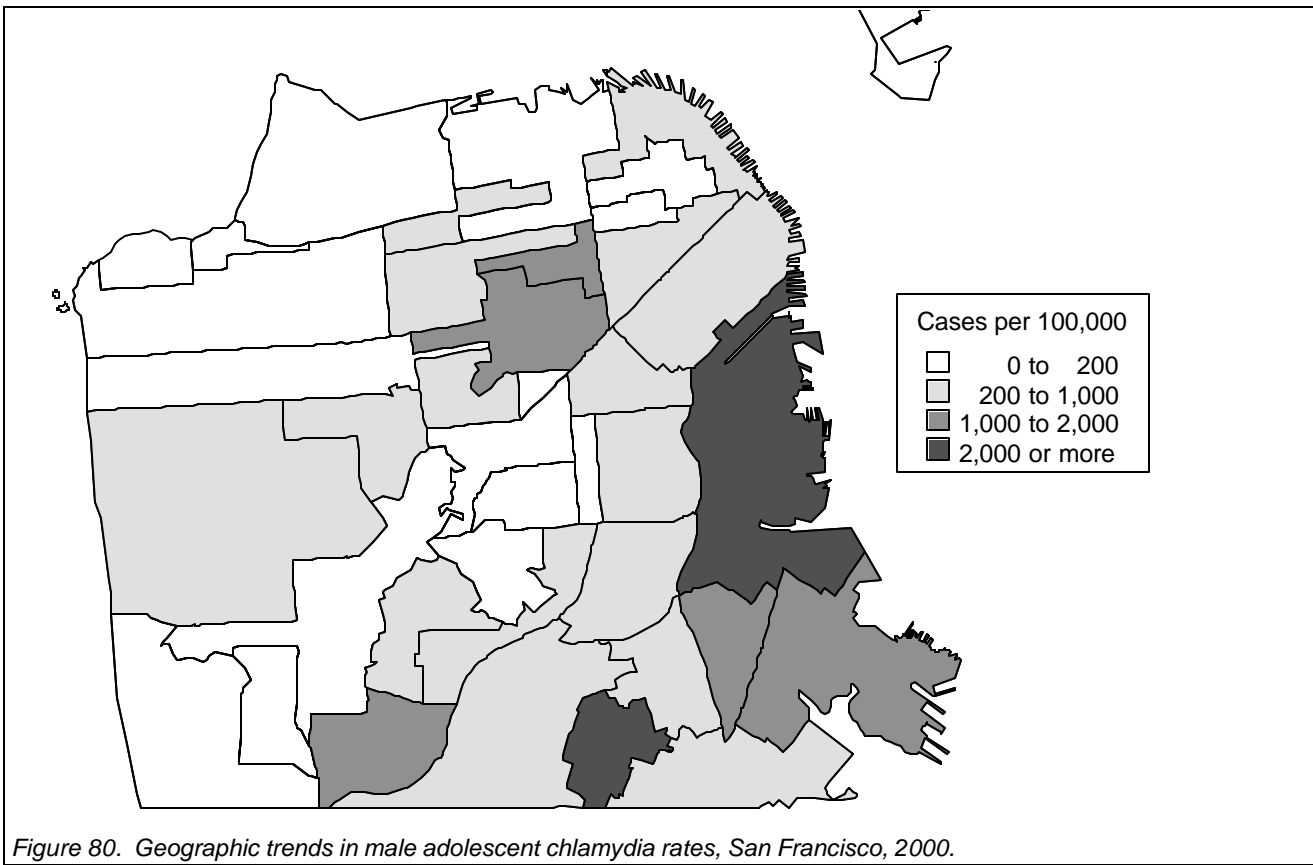 Cases per 100,000
0 to 200
200 to 1,000
1,000 to 2,000
2,000 or more
Figure 80. Geographic trends in male adolescent chlamydia rates, San Francisco, 2000.